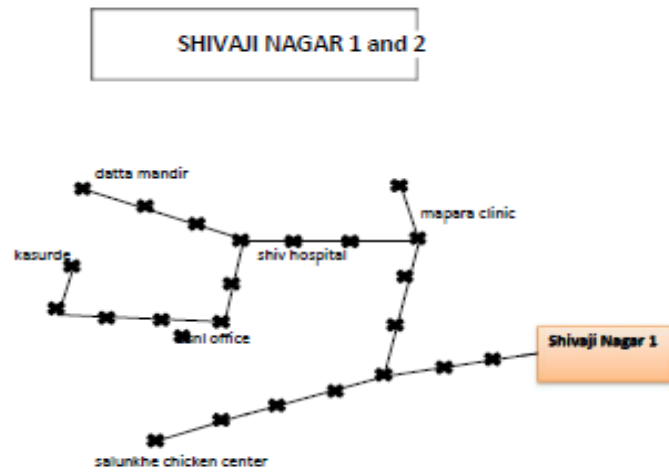 SHIVAJI NAGAR 1 and 2
datta mandir
mapara clinic
kasurde
shiv hospital
office
Shivaji Nagar 1
salunkhe chicken center